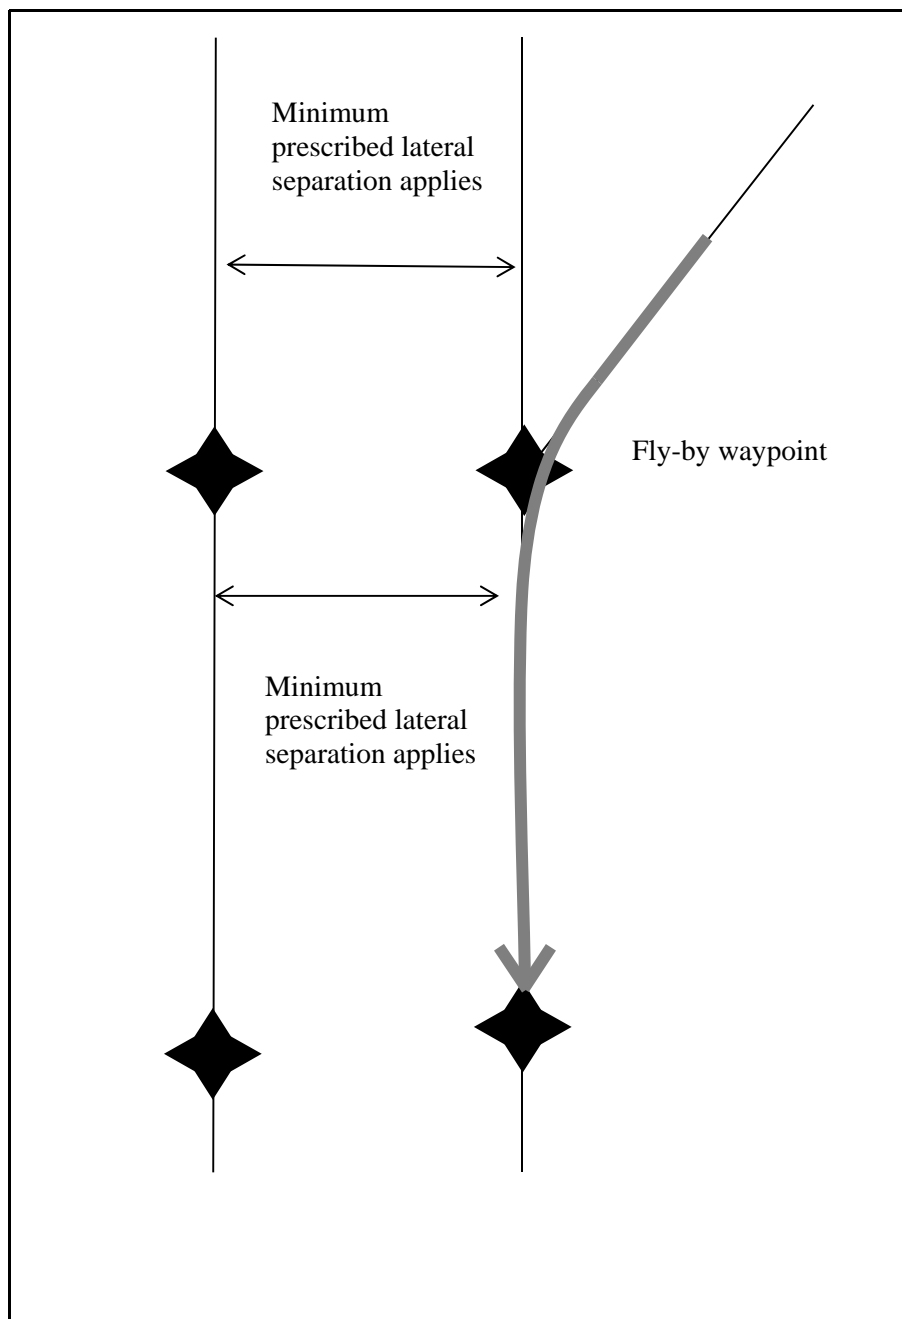 Minimum
prescribed lateral
separation applies
Fly-by waypoint
Minimum
prescribed lateral
separation applies